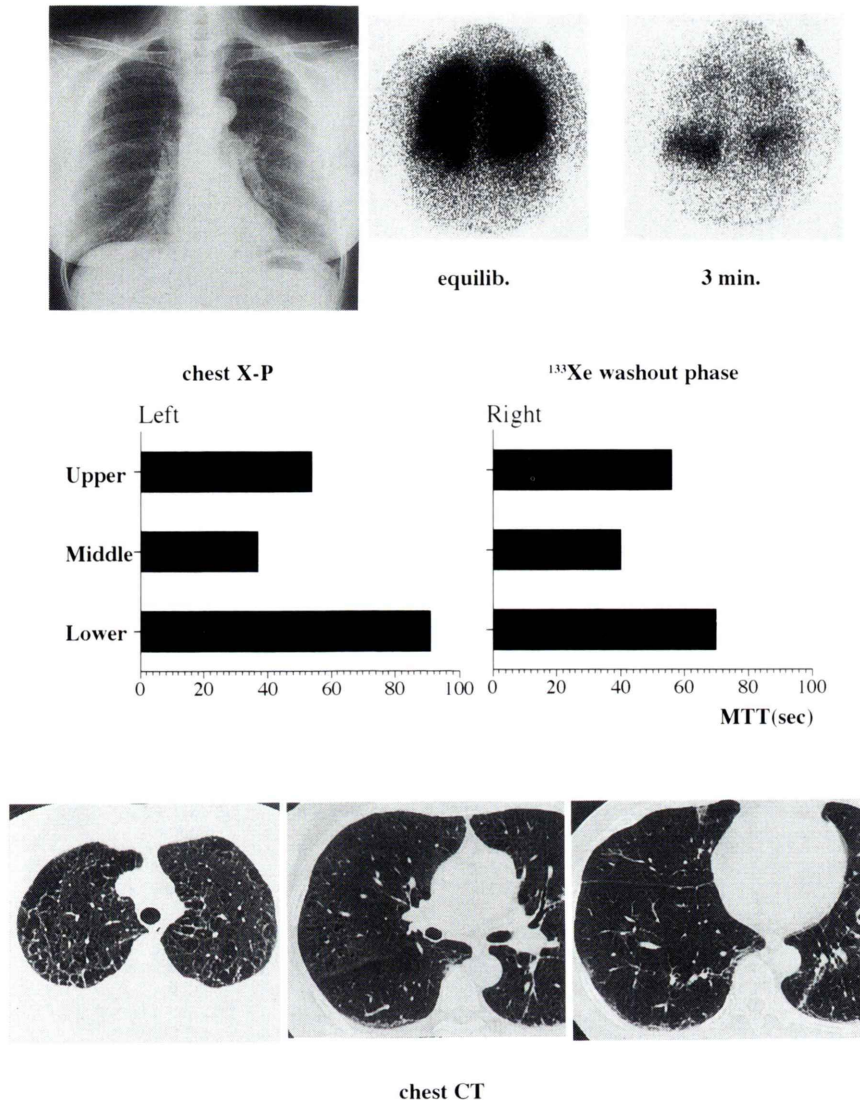 equilib.
3 min.
chest X-P
¹³³Xe washout phase
Left
Right
Upper
Middle
Lower
0 20 40 60 80 100
0 20 40 60 80 100
MTT(sec)
chest CT